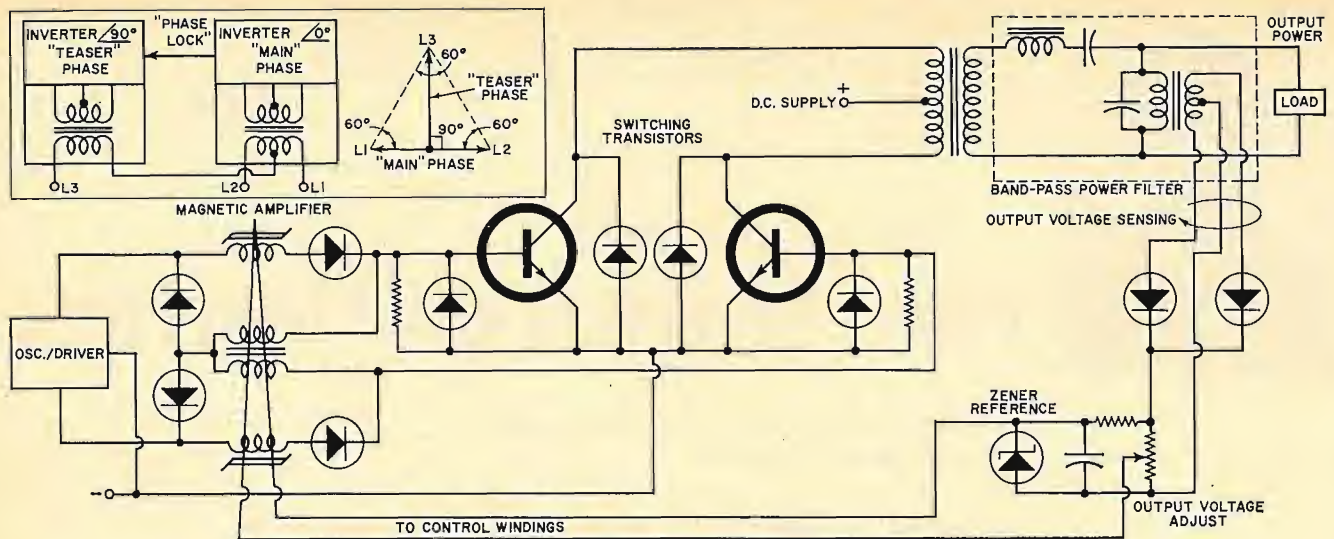 INVERTER ∠90°
"TEASER"
PHASE
"PHASE
LOCK"
INVERTER ∠0°
"MAIN"
PHASE
L3
60°
"TEASER"
PHASE
60°
90°
60°
L1
"MAIN" PHASE
L2
L3
L2
L1
MAGNETIC AMPLIFIER
OSC./DRIVER
–
SWITCHING
TRANSISTORS
D.C. SUPPLY
+
OUTPUT
POWER
LOAD
BAND-PASS POWER FILTER
OUTPUT VOLTAGE SENSING
ZENER
REFERENCE
OUTPUT VOLTAGE
ADJUST
TO CONTROL WINDINGS